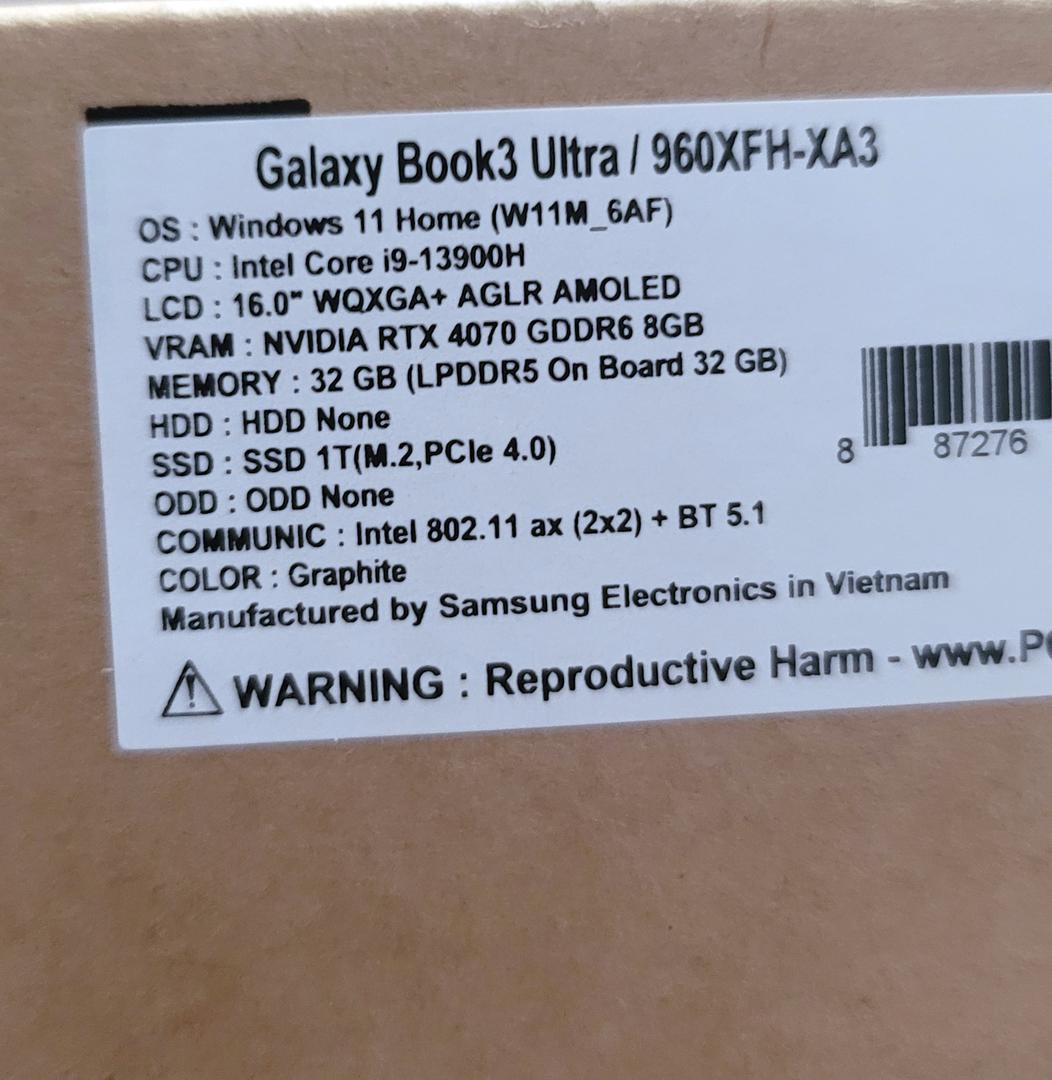 Galaxy Book3 Ultra / 960XFH-XA3
OS : Windows 11 Home (W11M_6AF)
CPU : Intel Core i9-13900H
LCD : 16.0" WQXGA+ AGLR AMOLED
VRAM : NVIDIA RTX 4070 GDDR6 8GB
MEMORY : 32 GB (LPDDR5 On Board 32 GB)
HDD : HDD None
SSD : SSD 1T(M.2,PCIe 4.0)
ODD : ODD None
COMMUNIC : Intel 802.11 ax (2x2) + BT 5.1
COLOR : Graphite
Manufactured by Samsung Electronics in Vietnam
8 87276
WARNING : Reproductive Harm - www.P